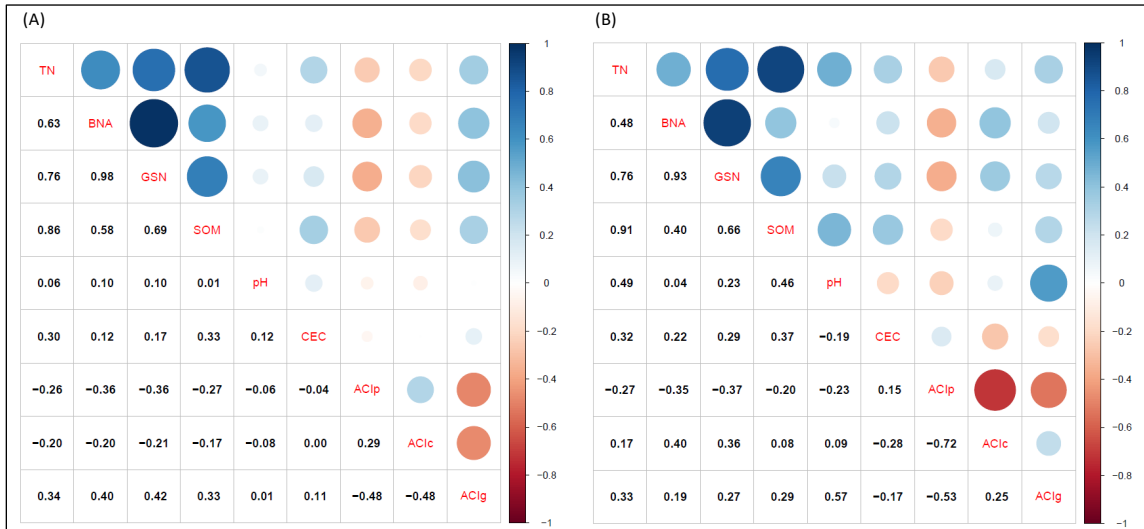 (A)
TN
0.63 BNA
0.76 0.98 GSN
0.86 0.58 0.69 SOM
0.06 0.10 0.10 0.01 pH
0.30 0.12 0.17 0.33 0.12 CEC
−0.26 −0.36 −0.36 −0.27 −0.06 −0.04 ACIp
−0.20 −0.20 −0.21 −0.17 −0.08 0.00 0.29 ACIc
0.34 0.40 0.42 0.33 0.01 0.11 −0.48 −0.48 ACIg
1
0.8
0.6
0.4
0.2
0
−0.2
−0.4
−0.6
−0.8
−1
(B)
TN
0.48 BNA
0.76 0.93 GSN
0.91 0.40 0.66 SOM
0.49 0.04 0.23 0.46 pH
0.32 0.22 0.29 0.37 −0.19 CEC
−0.27 −0.35 −0.37 −0.20 −0.23 0.15 ACIp
0.17 0.40 0.36 0.08 0.09 −0.28 −0.72 ACIc
0.33 0.19 0.27 0.29 0.57 −0.17 −0.53 0.25 ACIg
1
0.8
0.6
0.4
0.2
0
−0.2
−0.4
−0.6
−0.8
−1